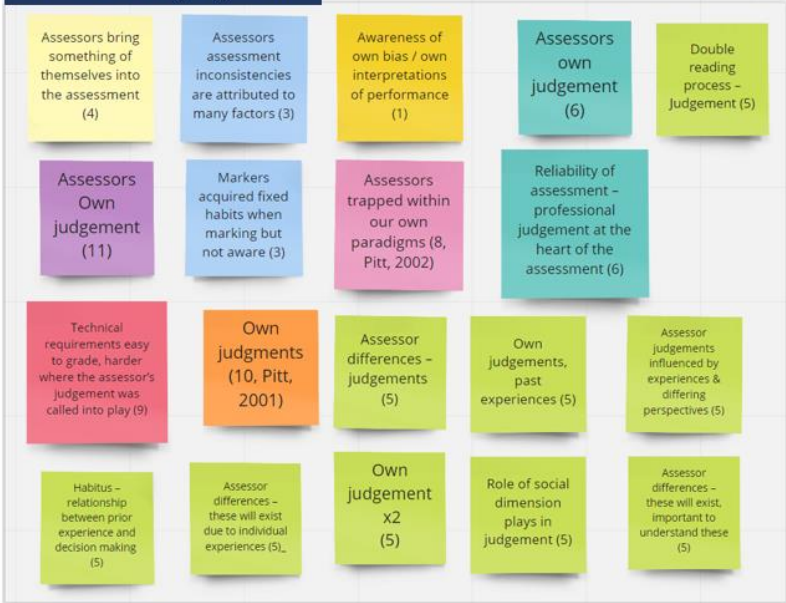 Assessors bring
something of
themselves into
the assessment
(4)
Assessors
assessment
inconsistencies
are attributed to
many factors (3)
Awareness of
own bias / own
interpretations
of performance
(1)
Assessors
own
judgement
(6)
Double
reading
process –
Judgement (5)
Assessors
Own
judgement
(11)
Markers
acquired fixed
habits when
marking but
not aware (3)
Assessors
trapped within
our own
paradigms (8,
Pitt, 2002)
Reliability of
assessment –
professional
judgement at the
heart of the
assessment (6)
Technical
requirements easy
to grade, harder
where the assessor's
judgement was
called into play (9)
Own
judgments
(10, Pitt,
2001)
Assessor
differences –
judgements
(5)
Own
judgements,
past
experiences (5)
Assessor
judgements
influenced by
experiences &
differing
perspectives (5)
Habitus –
relationship
between prior
experience and
decision making
(5)
Assessor
differences –
these will exist
due to individual
experiences (5)_
Own
judgement
x2
(5)
Role of social
dimension
plays in
judgement (5)
Assessor
differences –
these will exist,
important to
understand these
(5)